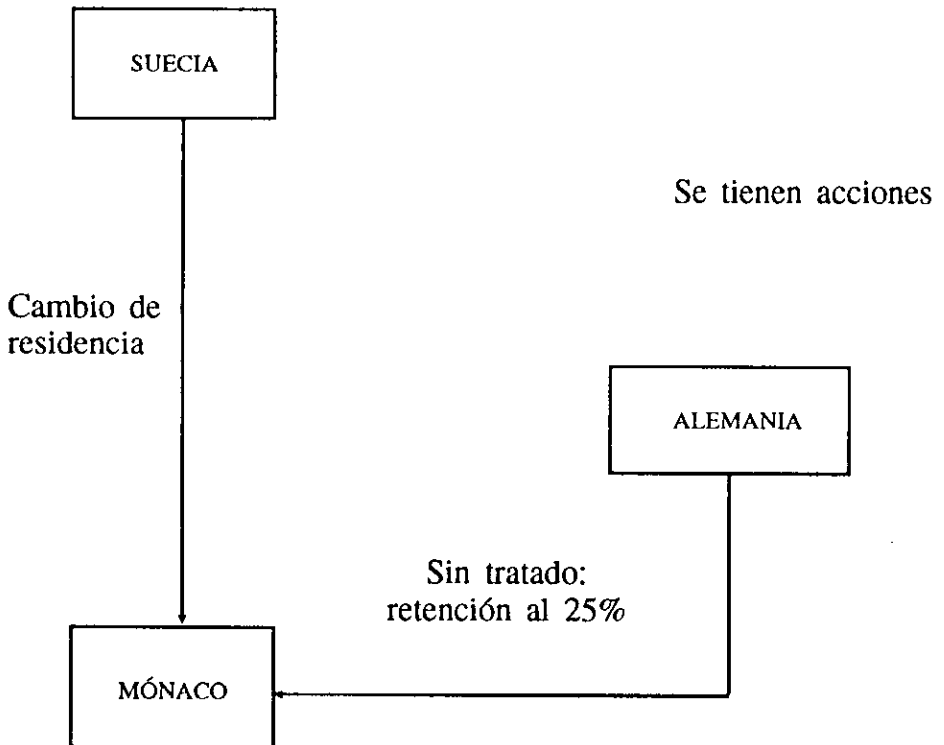 SUECIA
Se tienen acciones
Cambio de
residencia
ALEMANIA
Sin tratado:
retención al 25%
MÓNACO